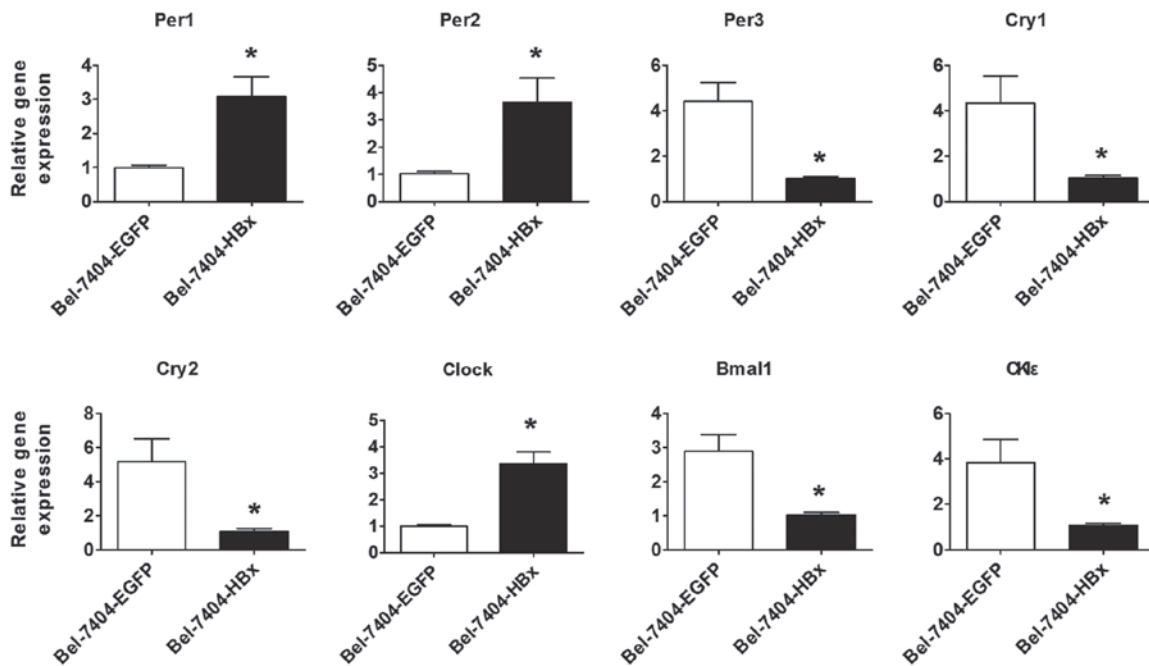 Per1
Per2
Per3
Cry1
Relative gene
expression
4
3
2
1
0
*
Bel-7404-EGFP
Bel-7404-HBx
5
4
3
2
1
0
*
Bel-7404-EGFP
Bel-7404-HBx
6
4
2
0
*
Bel-7404-EGFP
Bel-7404-HBx
6
4
2
0
*
Bel-7404-EGFP
Bel-7404-HBx
Cry2
Clock
Bmal1
CKIε
Relative gene
expression
8
6
4
2
0
*
Bel-7404-EGFP
Bel-7404-HBx
5
4
3
2
1
0
*
Bel-7404-EGFP
Bel-7404-HBx
4
3
2
1
0
*
Bel-7404-EGFP
Bel-7404-HBx
6
4
2
0
*
Bel-7404-EGFP
Bel-7404-HBx